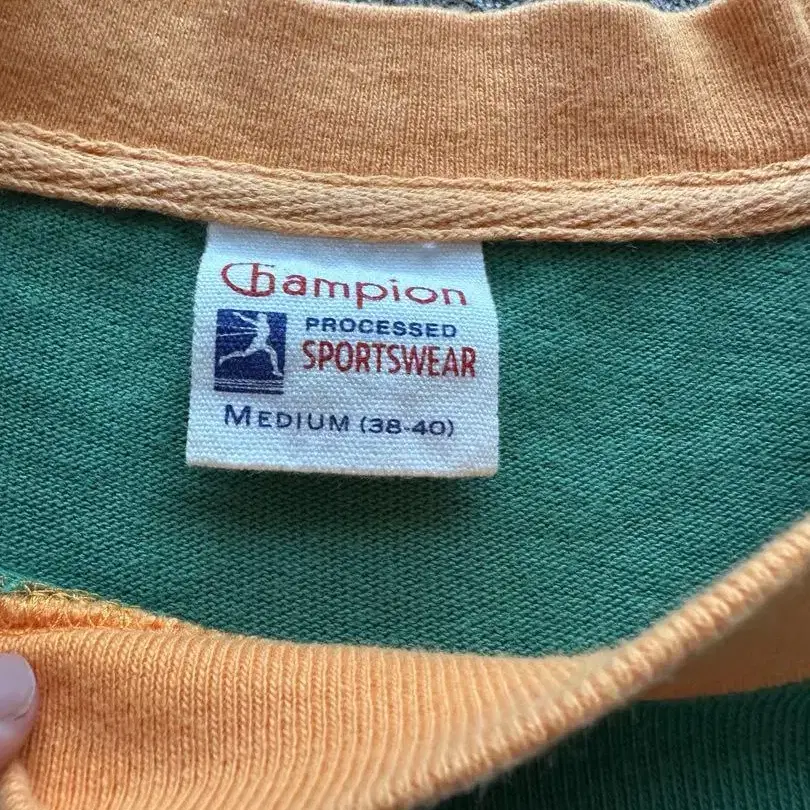 Champion
PROCESSED
SPORTSWEAR
MEDIUM (38-40)